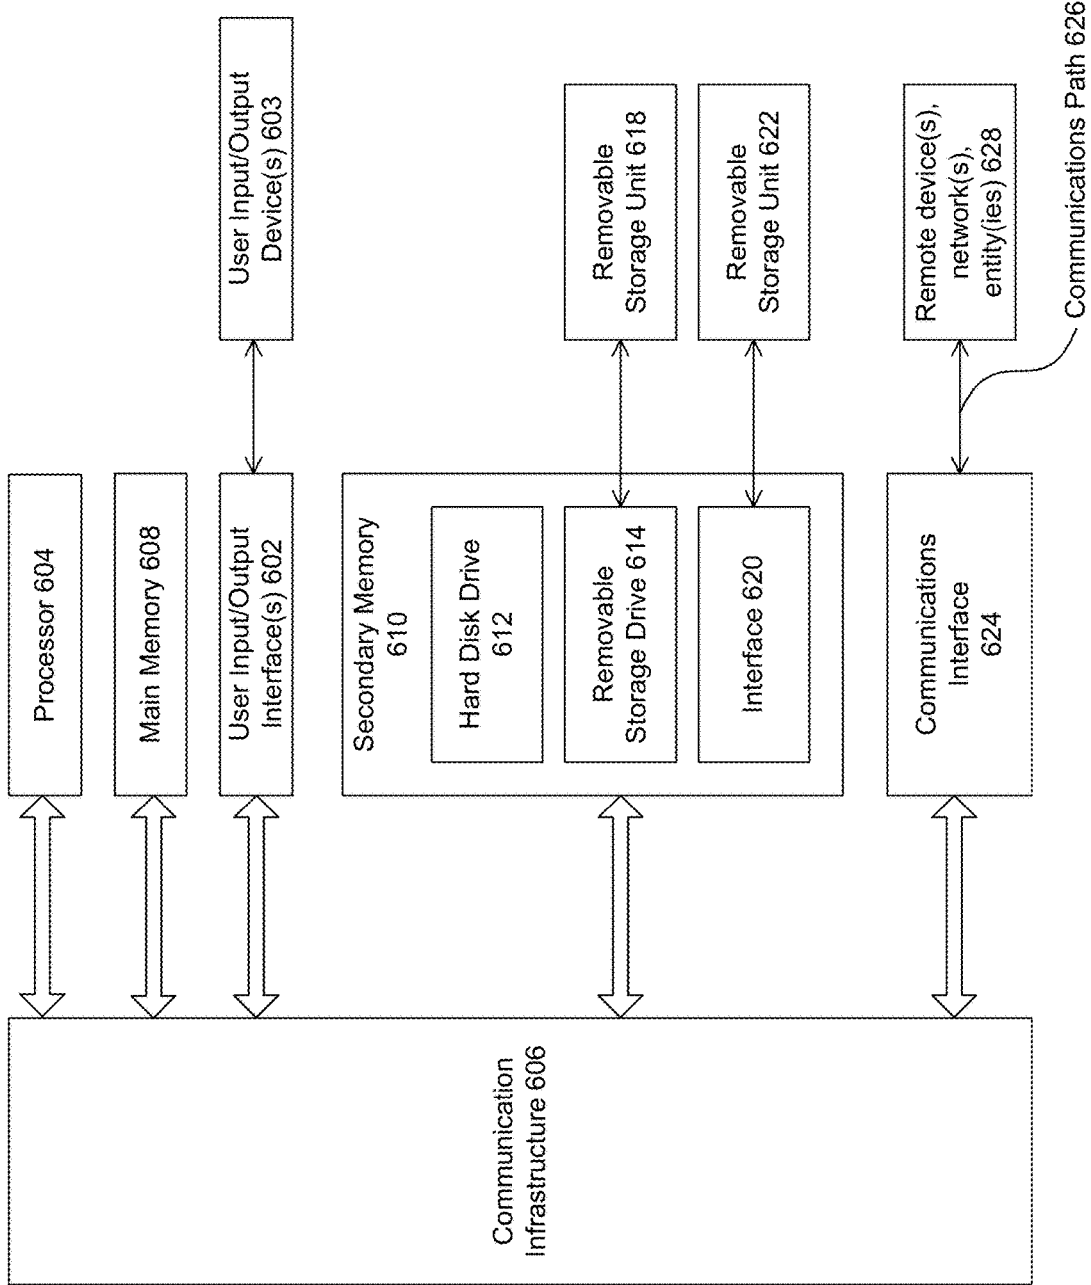 Processor 604
Main Memory 608
User Input/Output
Interface(s) 602
User Input/Output
Device(s) 603
Communication
Infrastructure 606
Secondary Memory
610
Hard Disk Drive
612
Removable
Storage Drive 614
Removable
Storage Unit 618
Interface 620
Removable
Storage Unit 622
Communications
Interface
624
Remote device(s),
network(s),
entity(ies) 628
Communications Path 626